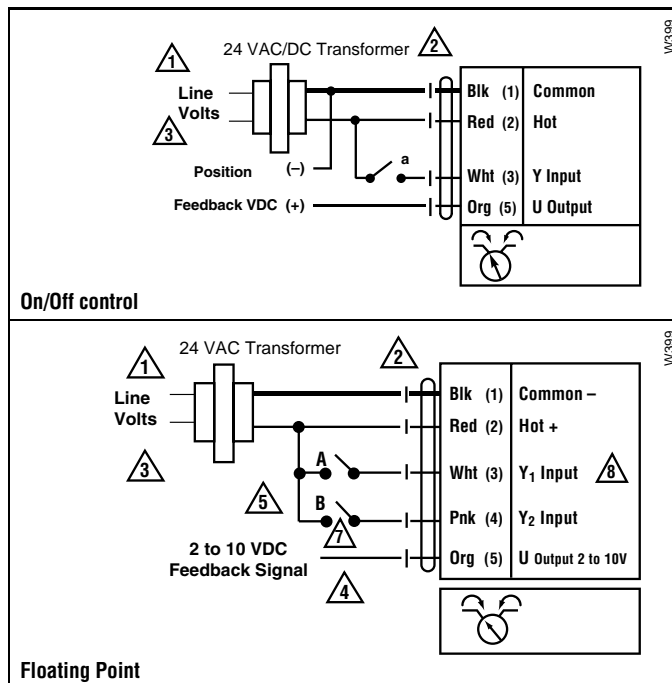 W399
24 VAC/DC Transformer
2
1
Line
Volts
3
Blk (1) Common
Red (2) Hot
a
Position (–)
Wht (3) Y Input
Feedback VDC (+)
Org (5) U Output
On/Off control
W399
24 VAC Transformer
2
1
Line
Volts
3
Blk (1) Common –
Red (2) Hot +
A
Wht (3) Y1 Input
8
5
B
Pnk (4) Y2 Input
7
2 to 10 VDC
Feedback Signal
Org (5) U Output 2 to 10V
4
Floating Point